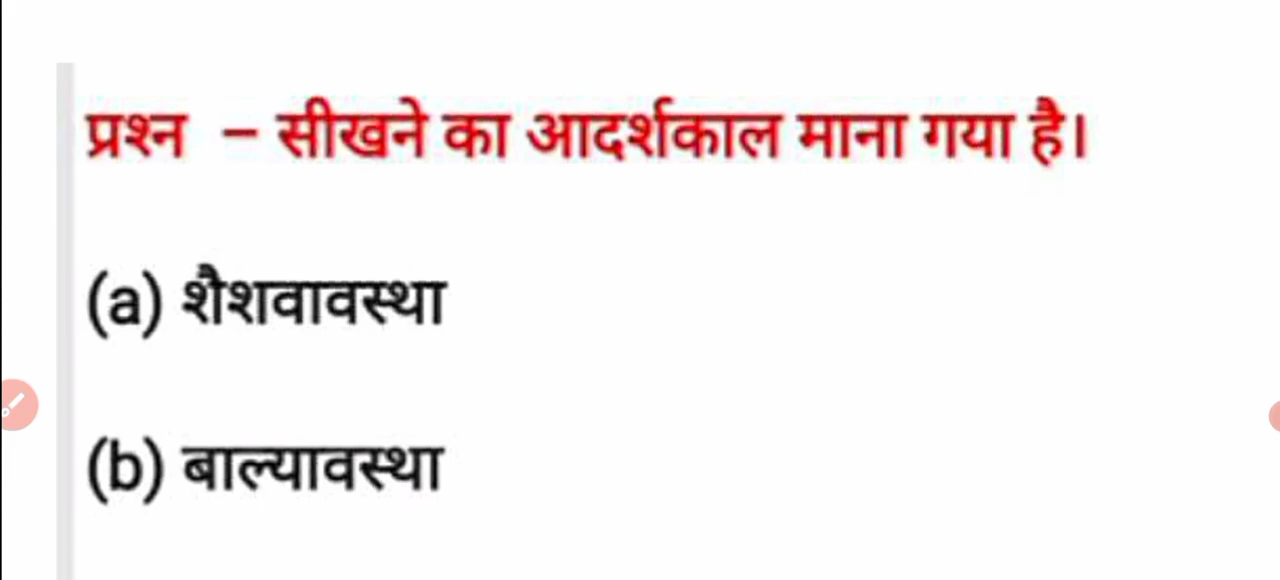 प्रश्न – सीखने का आदर्शकाल माना गया है।
(a) शैशवावस्था
(b) बाल्यावस्था